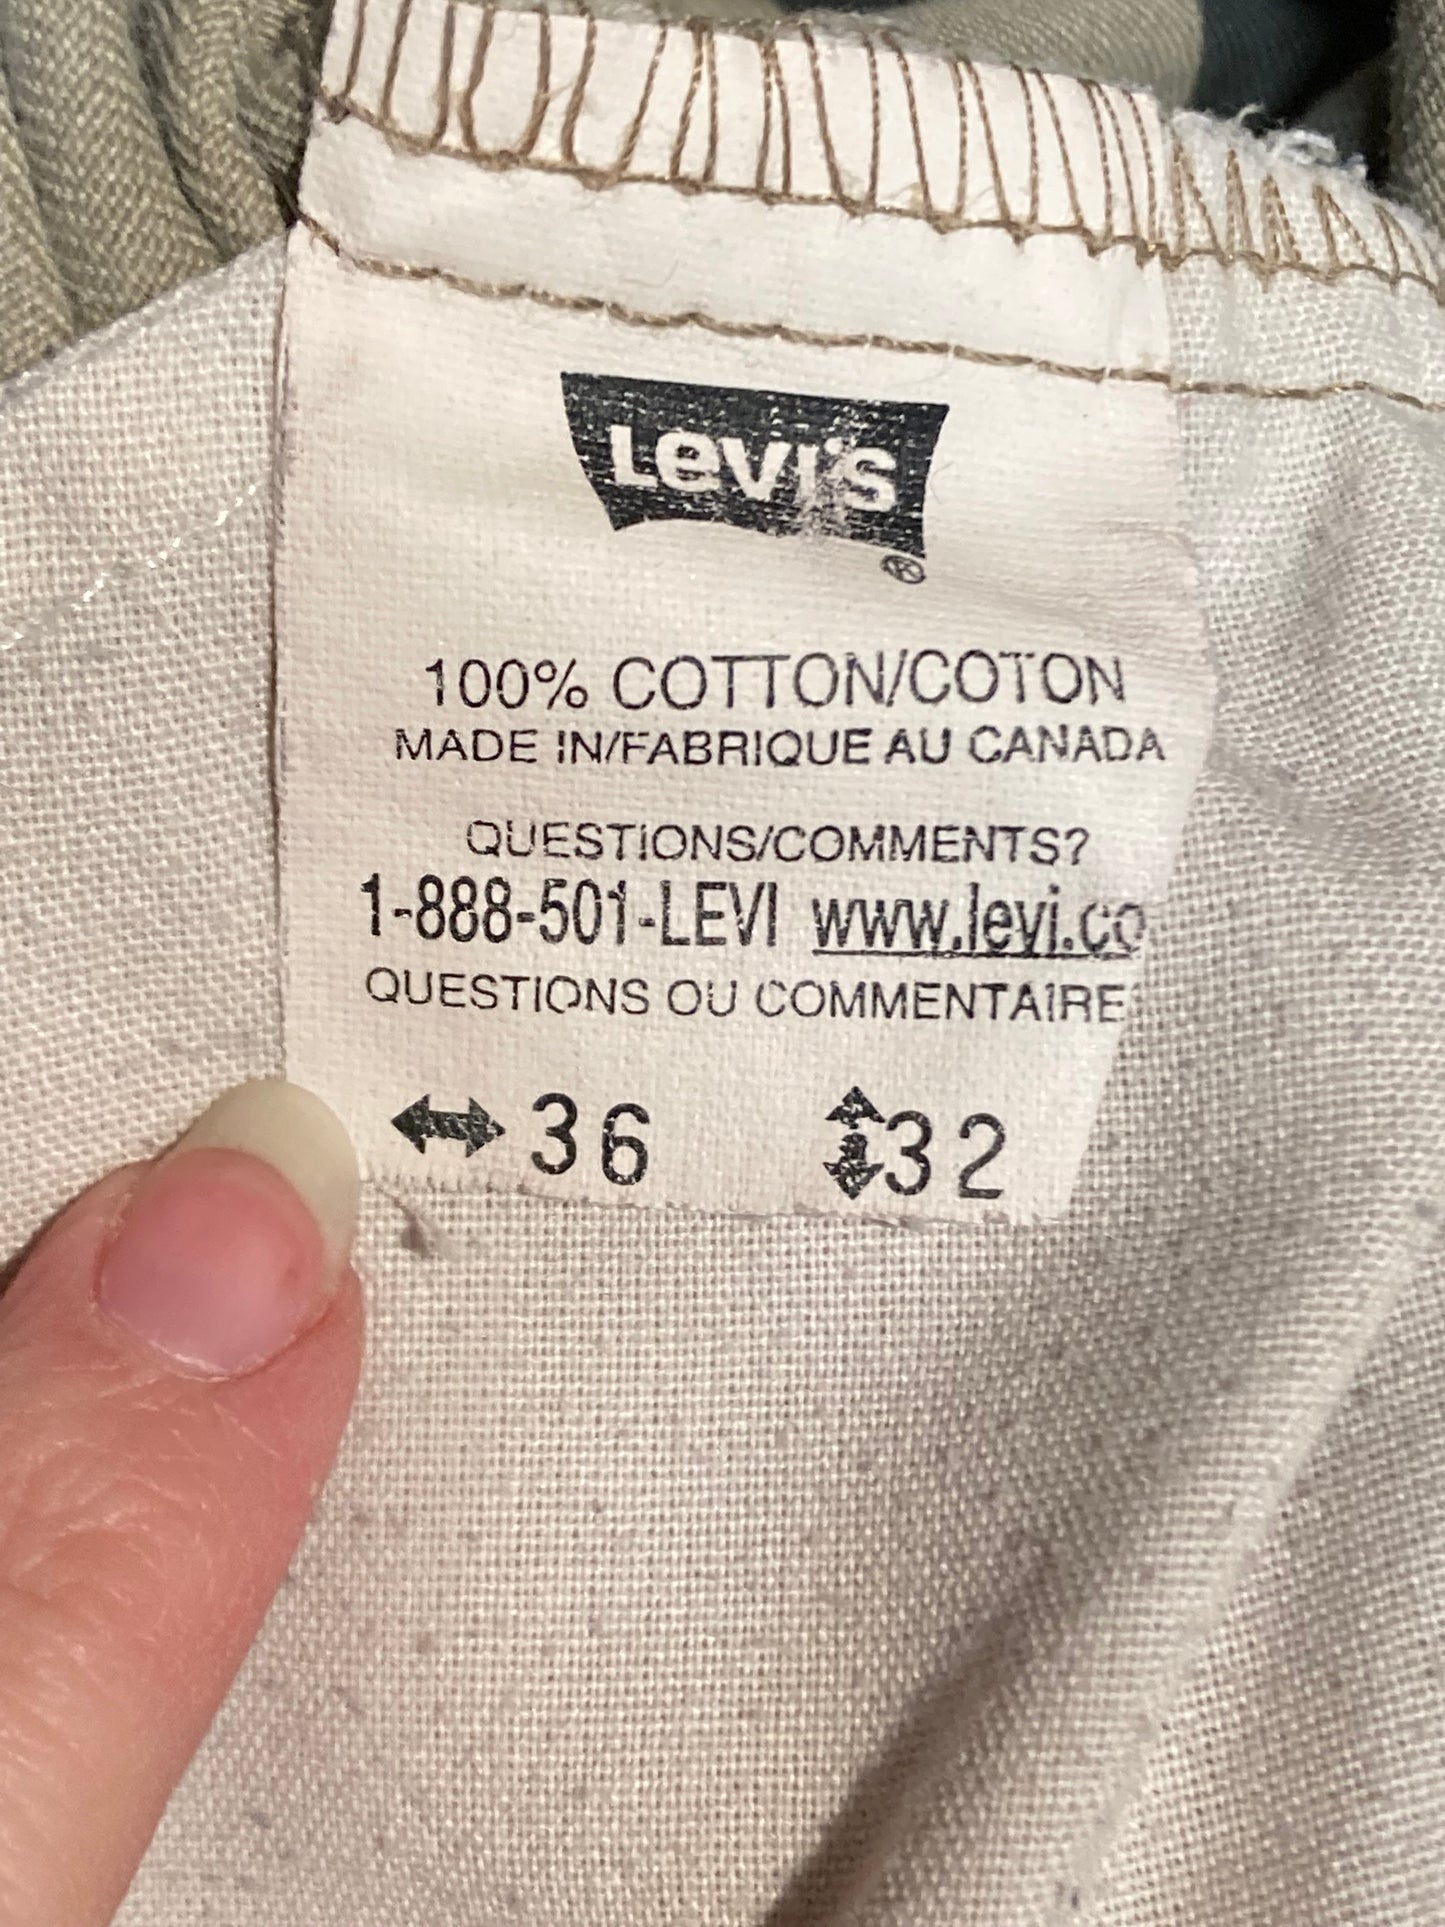 Levi's®
100% COTTON/COTON
MADE IN/FABRIQUE AU CANADA
QUESTIONS/COMMENTS?
1-888-501-LEVI www.levi.co
QUESTIONS OU COMMENTAIRE
36 32